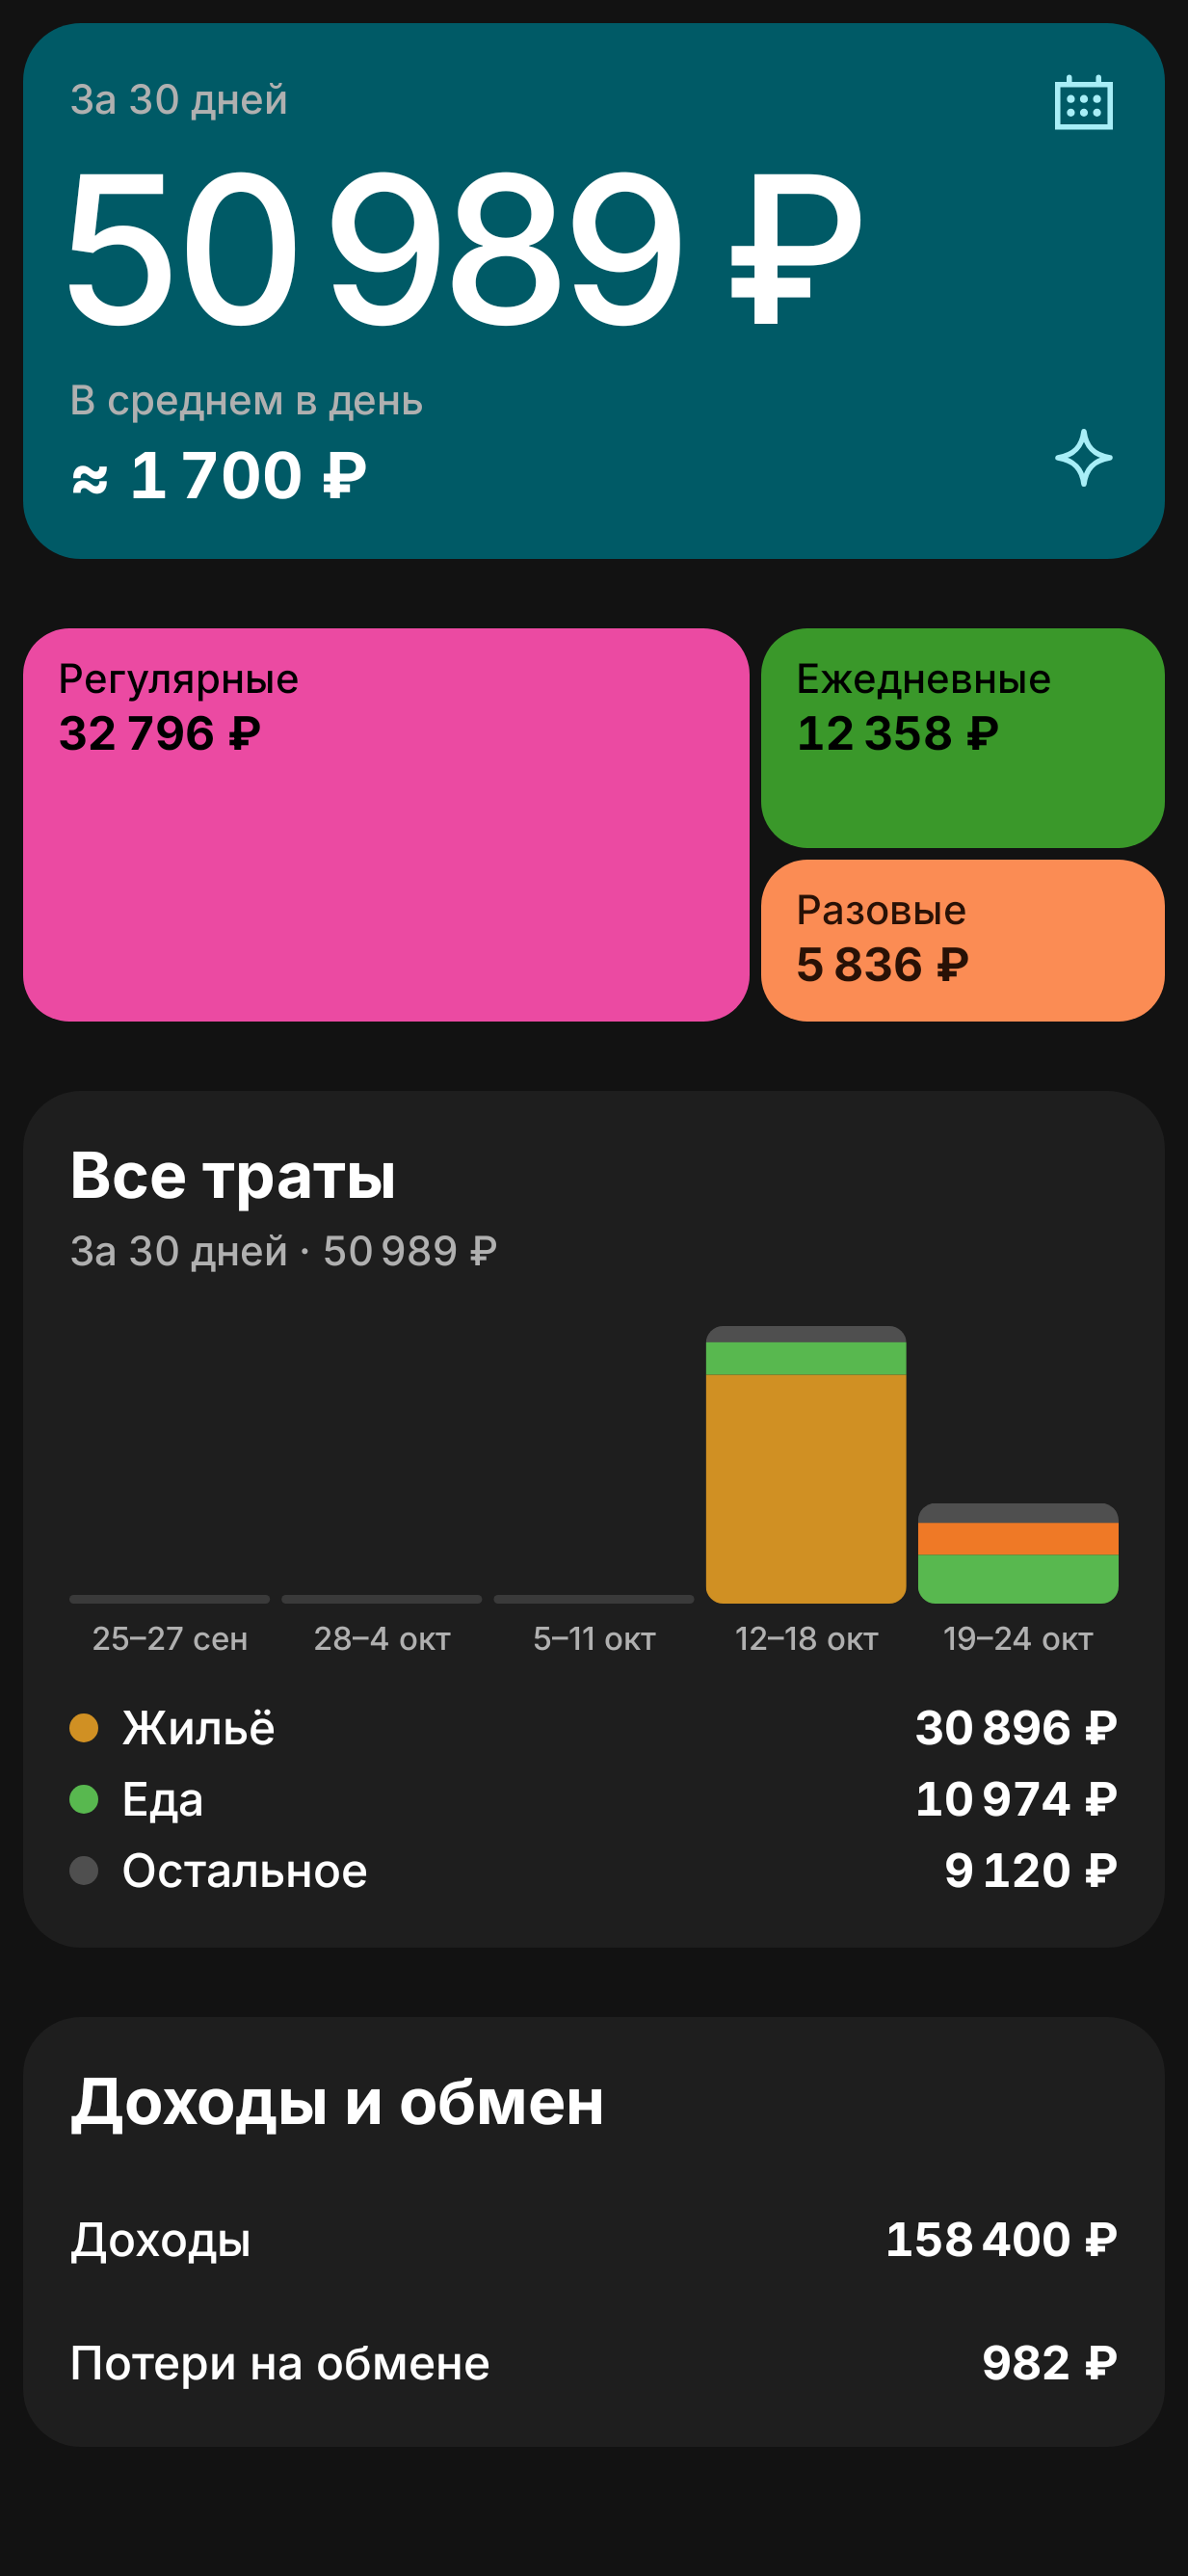 За 30 дней
50 989 ₽
В среднем в день
≈ 1 700 ₽
Регулярные
32 796 ₽
Ежедневные
12 358 ₽
Разовые
5 836 ₽
Все траты
За 30 дней · 50 989 ₽
25–27 сен 28–4 окт 5–11 окт 12–18 окт 19–24 окт
Жильё 30 896 ₽
Еда 10 974 ₽
Остальное 9 120 ₽
Доходы и обмен
Доходы 158 400 ₽
Потери на обмене 982 ₽